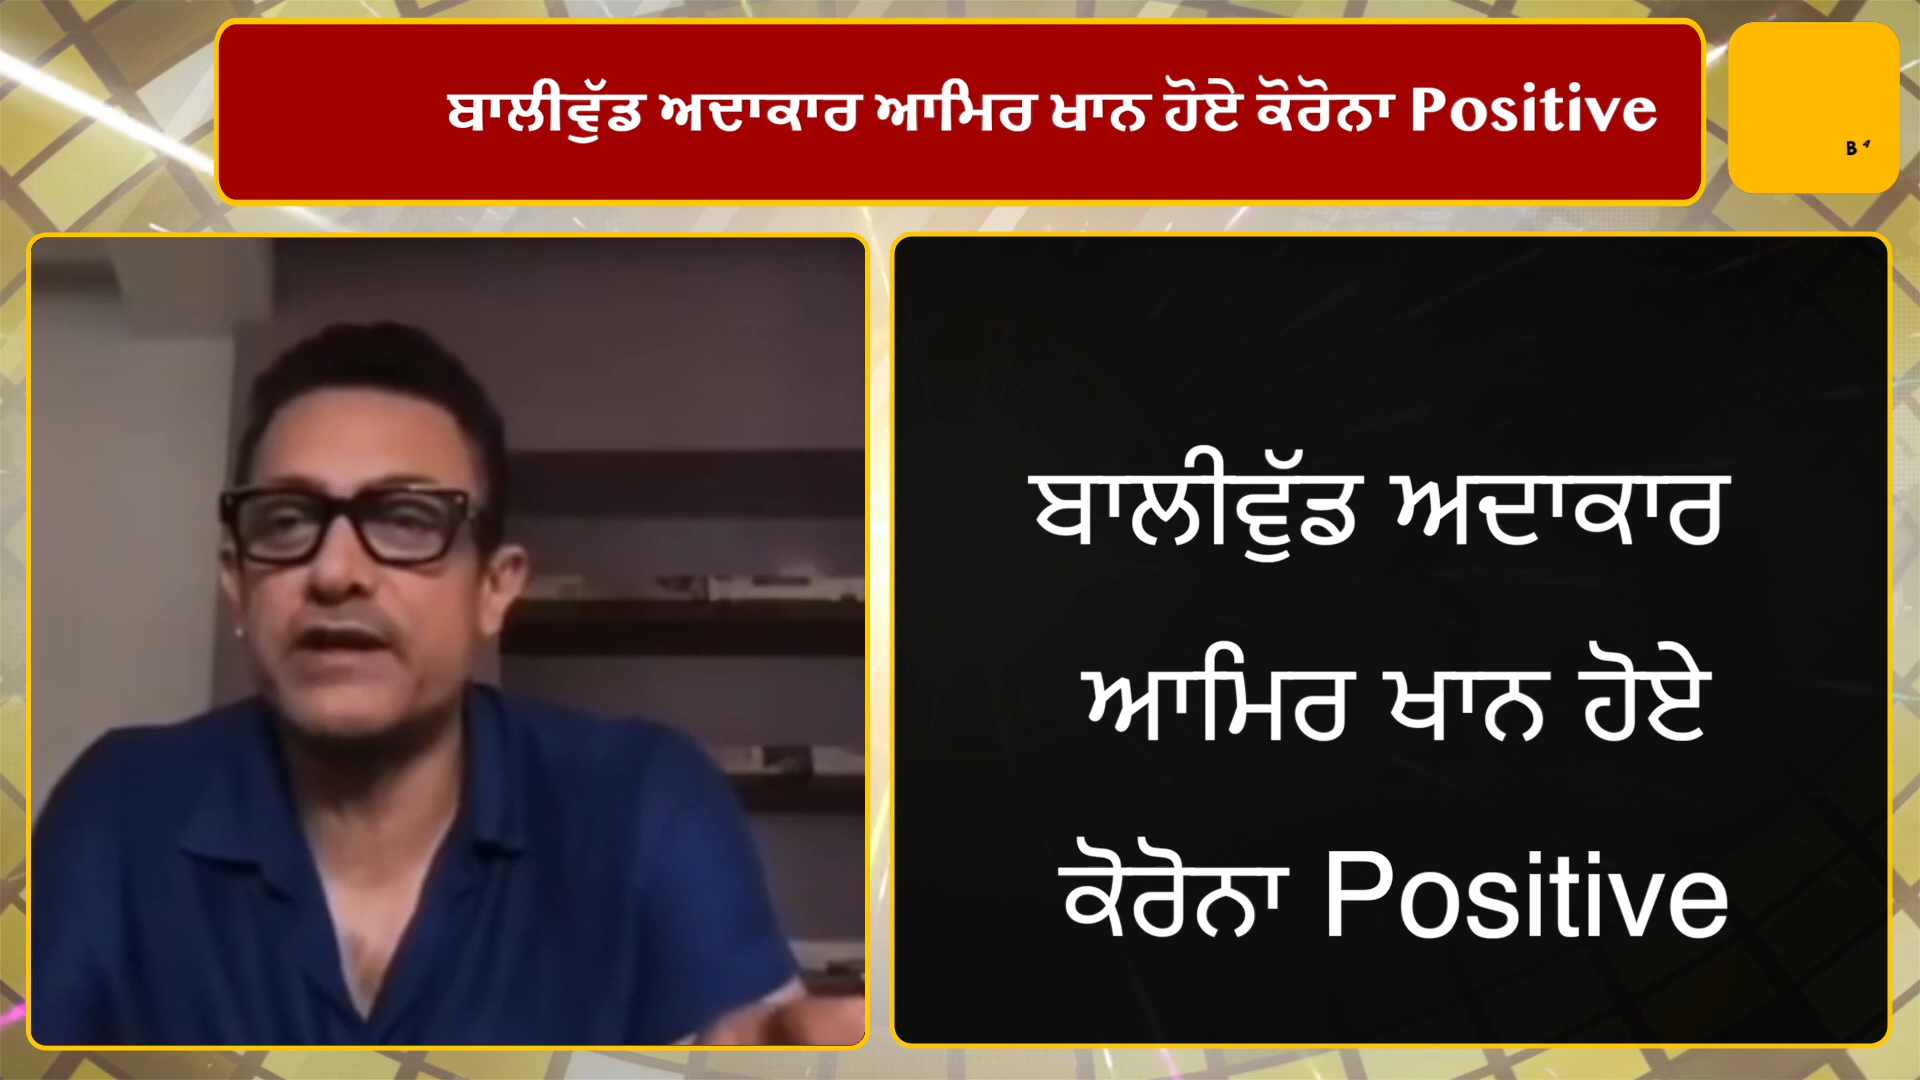 ਬਾਲੀਵੁੱਡ ਅਦਾਕਾਰ ਆਮਿਰ ਖਾਨ ਹੋਏ ਕੋਰੋਨਾ Positive
B A
ਬਾਲੀਵੁੱਡ ਅਦਾਕਾਰ
ਆਮਿਰ ਖਾਨ ਹੋਏ
ਕੋਰੋਨਾ Positive